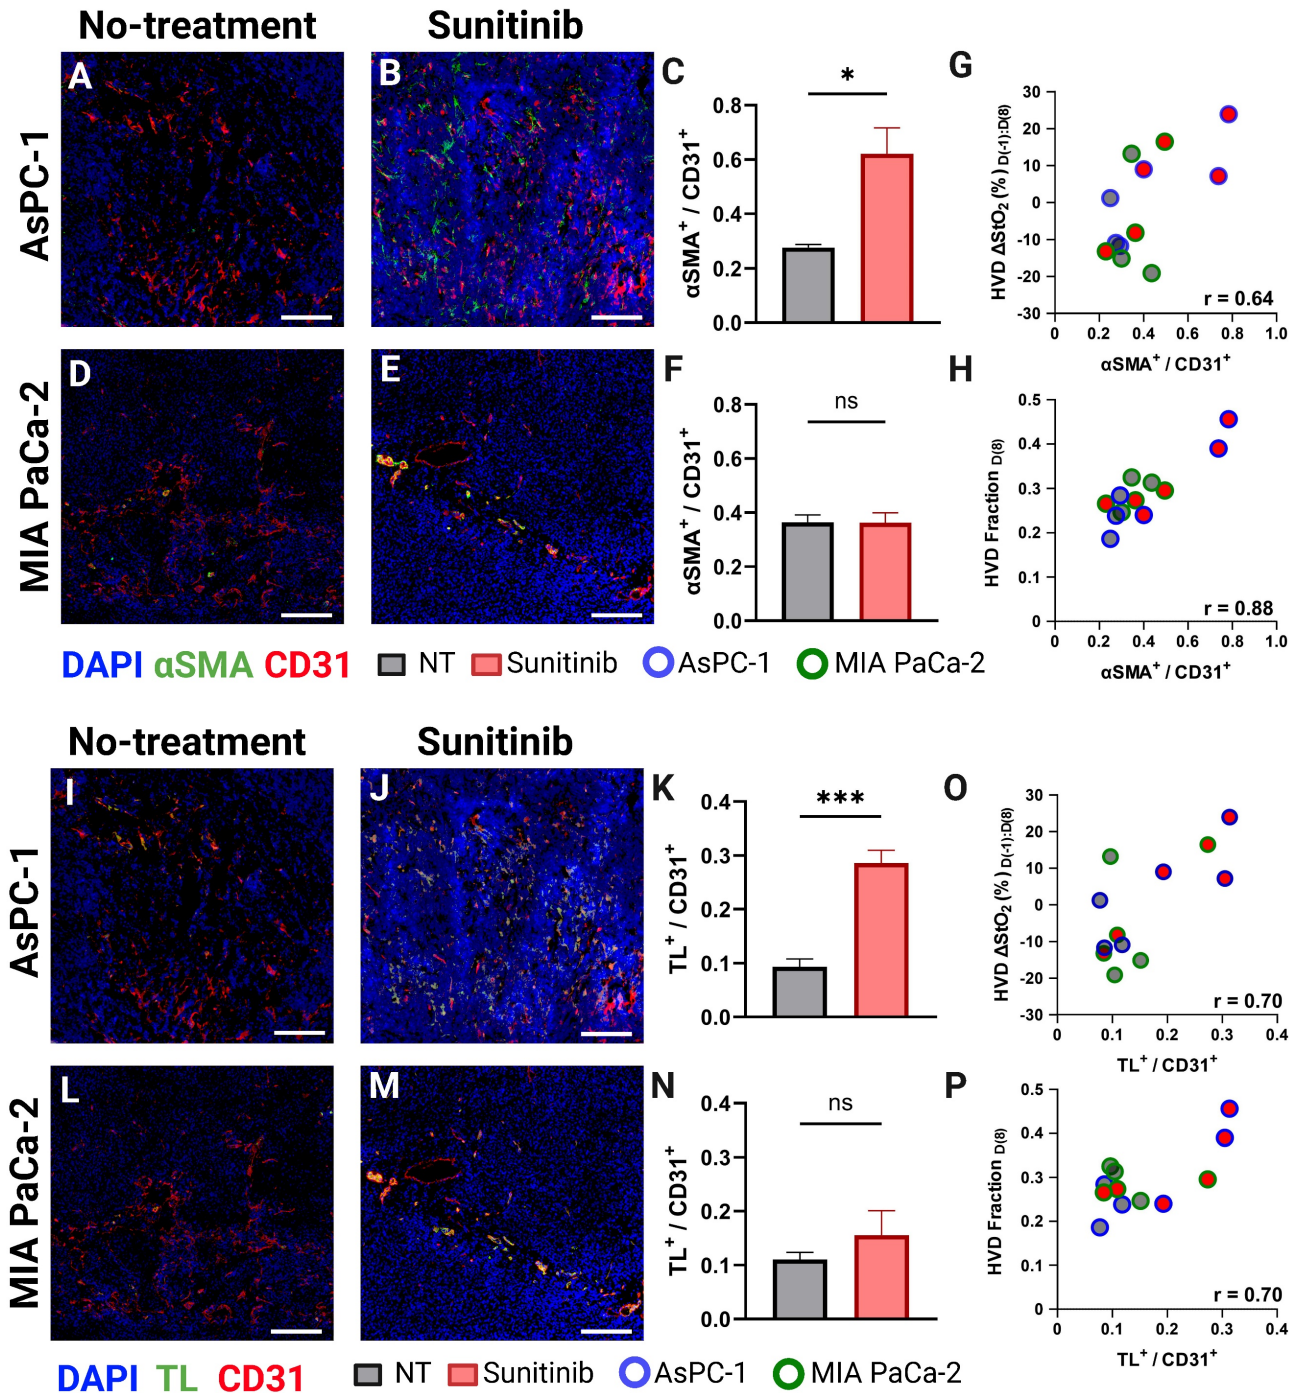 No-treatment Sunitinib
AsPC-1
MIA PaCa-2
A
B
C
*
αSMA⁺ / CD31⁺
0.8
0.6
0.4
0.2
0.0
G
HVD ΔStO₂ (%) D(-1):D(8)
30
20
10
0
-10
-20
-30
r = 0.64
0 0.2 0.4 0.6 0.8 1.0
αSMA⁺ / CD31⁺
D
E
F
ns
αSMA⁺ / CD31⁺
0.8
0.6
0.4
0.2
0.0
H
HVD Fraction D(8)
0.5
0.4
0.3
0.2
0.1
0
r = 0.88
0 0.2 0.4 0.6 0.8 1.0
αSMA⁺ / CD31⁺
DAPI αSMA CD31 NT Sunitinib AsPC-1 MIA PaCa-2
No-treatment Sunitinib
AsPC-1
MIA PaCa-2
I
J
K
***
TL⁺ / CD31⁺
0.4
0.3
0.2
0.1
0.0
O
HVD ΔStO₂ (%) D(-1):D(8)
30
20
10
0
-10
-20
-30
r = 0.70
0 0.1 0.2 0.3 0.4
TL⁺ / CD31⁺
L
M
N
ns
TL⁺ / CD31⁺
0.4
0.3
0.2
0.1
0.0
P
HVD Fraction D(8)
0.5
0.4
0.3
0.2
0.1
0
r = 0.70
0 0.1 0.2 0.3 0.4
TL⁺ / CD31⁺
DAPI TL CD31 NT Sunitinib AsPC-1 MIA PaCa-2